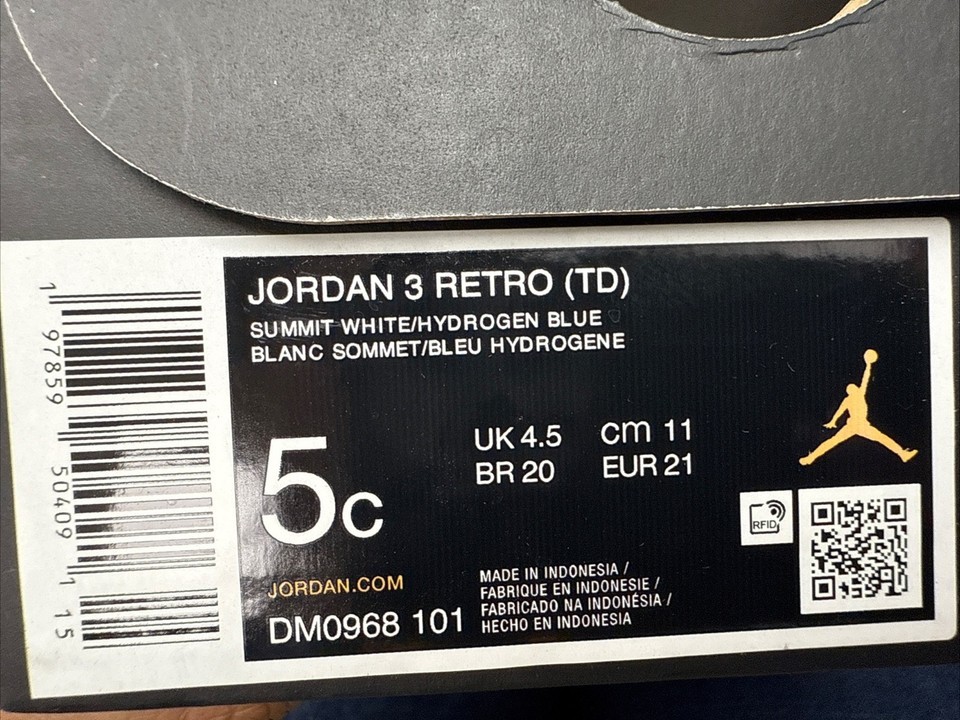 JORDAN 3 RETRO (TD)
SUMMIT WHITE/HYDROGEN BLUE
BLANC SOMMET/BLEU HYDROGENE
5c
UK 4.5 cm 11
BR 20 EUR 21
RFID
JORDAN.COM
DM0968 101
MADE IN INDONESIA /
FABRIQUE EN INDONESIE /
FABRICADO NA INDONÉSIA /
HECHO EN INDONESIA
1 97859 50409 1 15